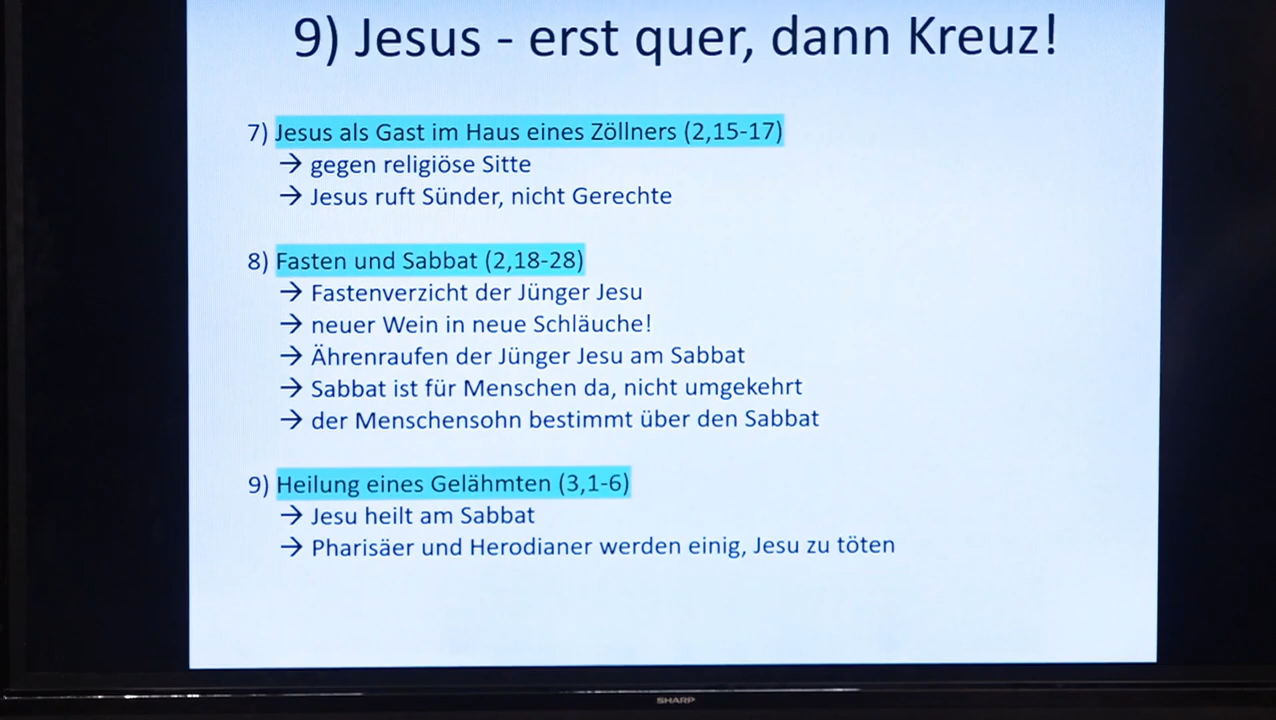 9) Jesus - erst quer, dann Kreuz!
7) Jesus als Gast im Haus eines Zöllners (2,15-17)
→ gegen religiöse Sitte
→ Jesus ruft Sünder, nicht Gerechte
8) Fasten und Sabbat (2,18-28)
→ Fastenverzicht der Jünger Jesu
→ neuer Wein in neue Schläuche!
→ Ährenraufen der Jünger Jesu am Sabbat
→ Sabbat ist für Menschen da, nicht umgekehrt
→ der Menschensohn bestimmt über den Sabbat
9) Heilung eines Gelähmten (3,1-6)
→ Jesu heilt am Sabbat
→ Pharisäer und Herodianer werden einig, Jesu zu töten
SHARP